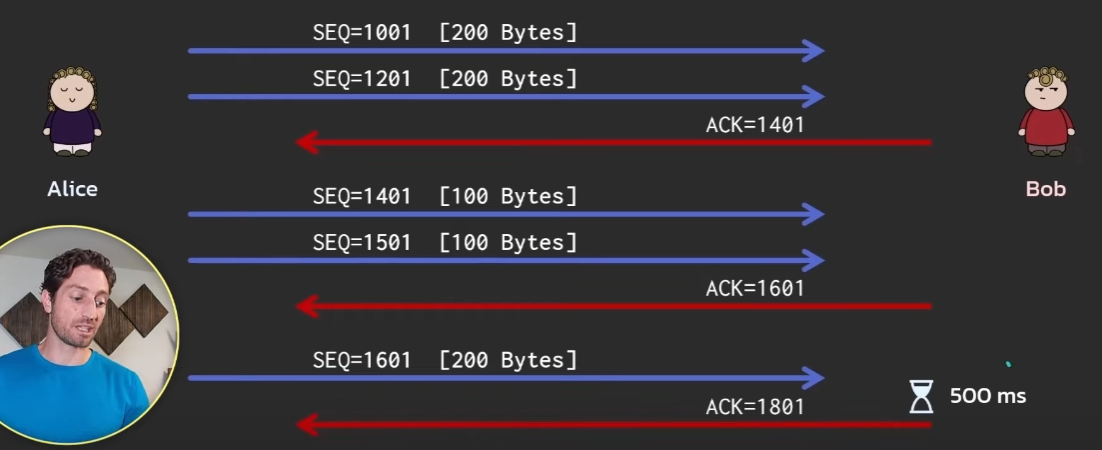 SEQ=1001 [200 Bytes]
SEQ=1201 [200 Bytes]
ACK=1401
Alice
Bob
SEQ=1401 [100 Bytes]
SEQ=1501 [100 Bytes]
ACK=1601
SEQ=1601 [200 Bytes]
500 ms
ACK=1801